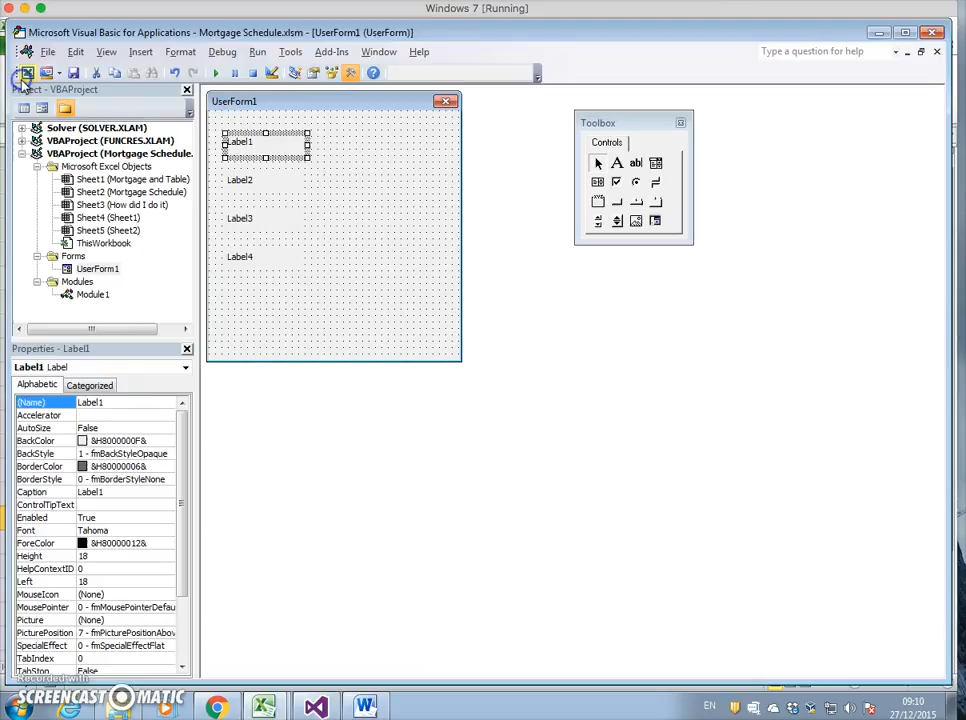 Windows 7 [Running]
Microsoft Visual Basic for Applications - Mortgage Schedule.xlsm - [UserForm1 (UserForm)]
File Edit View Insert Format Debug Run Tools Add-Ins Window Help
Type a question for help
- VBAProject
Solver (SOLVER.XLAM)
VBAProject (FUNCRES.XLAM)
VBAProject (Mortgage Schedule.
Microsoft Excel Objects
Sheet1 (Mortgage and Table)
Sheet2 (Mortgage Schedule)
Sheet3 (How did I do it)
Sheet4 (Sheet1)
Sheet5 (Sheet2)
ThisWorkbook
Forms
UserForm1
Modules
Module1
UserForm1
Label1
Label2
Label3
Label4
Toolbox
Controls
A
ab|
Properties - Label1
Label1 Label
Alphabetic Categorized
(Name) Label1
Accelerator
AutoSize False
BackColor &H8000000F&
BackStyle 1 - fmBackStyleOpaque
BorderColor &H80000006&
BorderStyle 0 - fmBorderStyleNone
Caption Label1
ControlTipText
Enabled True
Font Tahoma
ForeColor &H80000012&
Height 18
HelpContextID 0
Left 18
MouseIcon (None)
MousePointer 0 - fmMousePointerDefau
Picture (None)
PicturePosition 7 - fmPicturePositionAbov
SpecialEffect 0 - fmSpecialEffectFlat
TabIndex 0
TabStop False
Recorded with
SCREENCAST MATIC
EN
09:10
27/12/2015